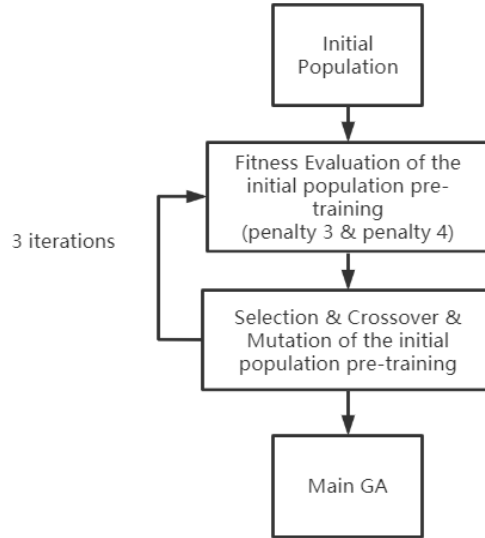 Initial
Population
Fitness Evaluation of the
initial population pre-
training
(penalty 3 & penalty 4)
3 iterations
Selection & Crossover &
Mutation of the initial
population pre-training
Main GA